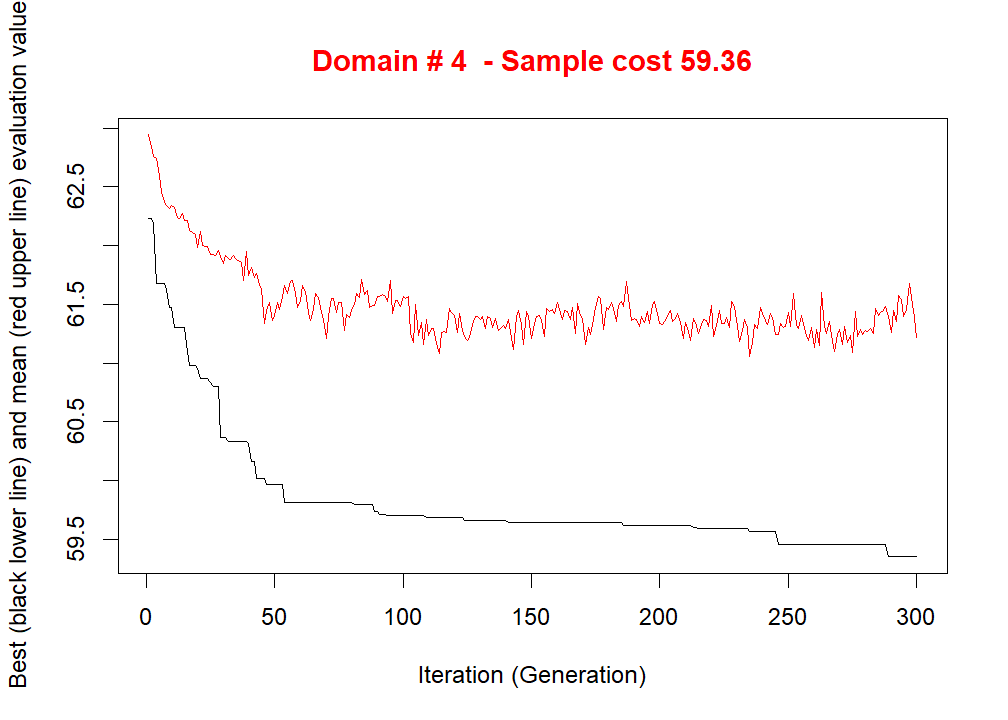 Domain # 4  - Sample cost 59.36
Best (black lower line) and mean (red upper line) evaluation value
62.5
61.5
60.5
59.5
0 50 100 150 200 250 300
Iteration (Generation)